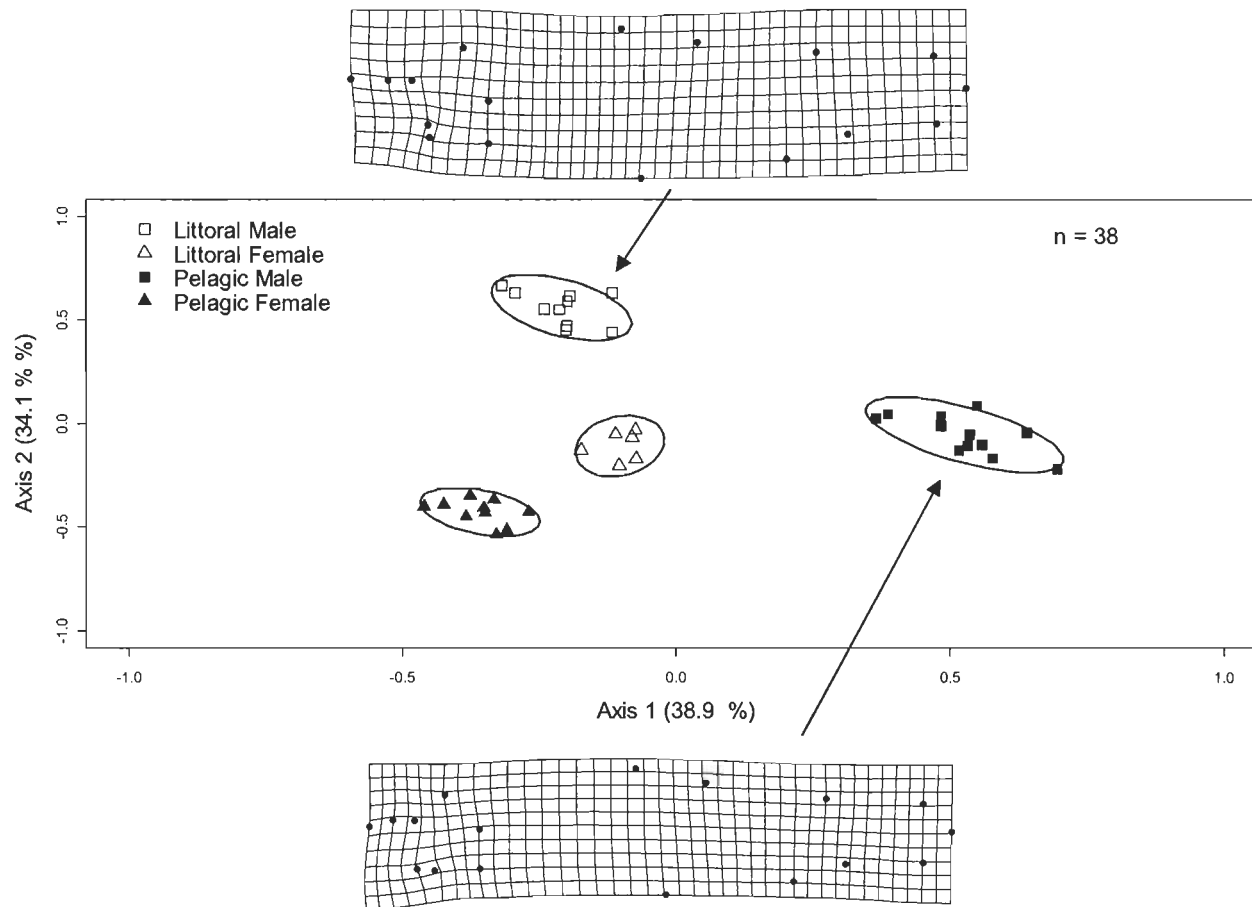 Littoral Male
Littoral Female
Pelagic Male
Pelagic Female
n = 38
1.0
0.5
0.0
-0.5
-1.0
Axis 2 (34.1 % %)
-1.0
-0.5
0.0
0.5
1.0
Axis 1 (38.9 %)